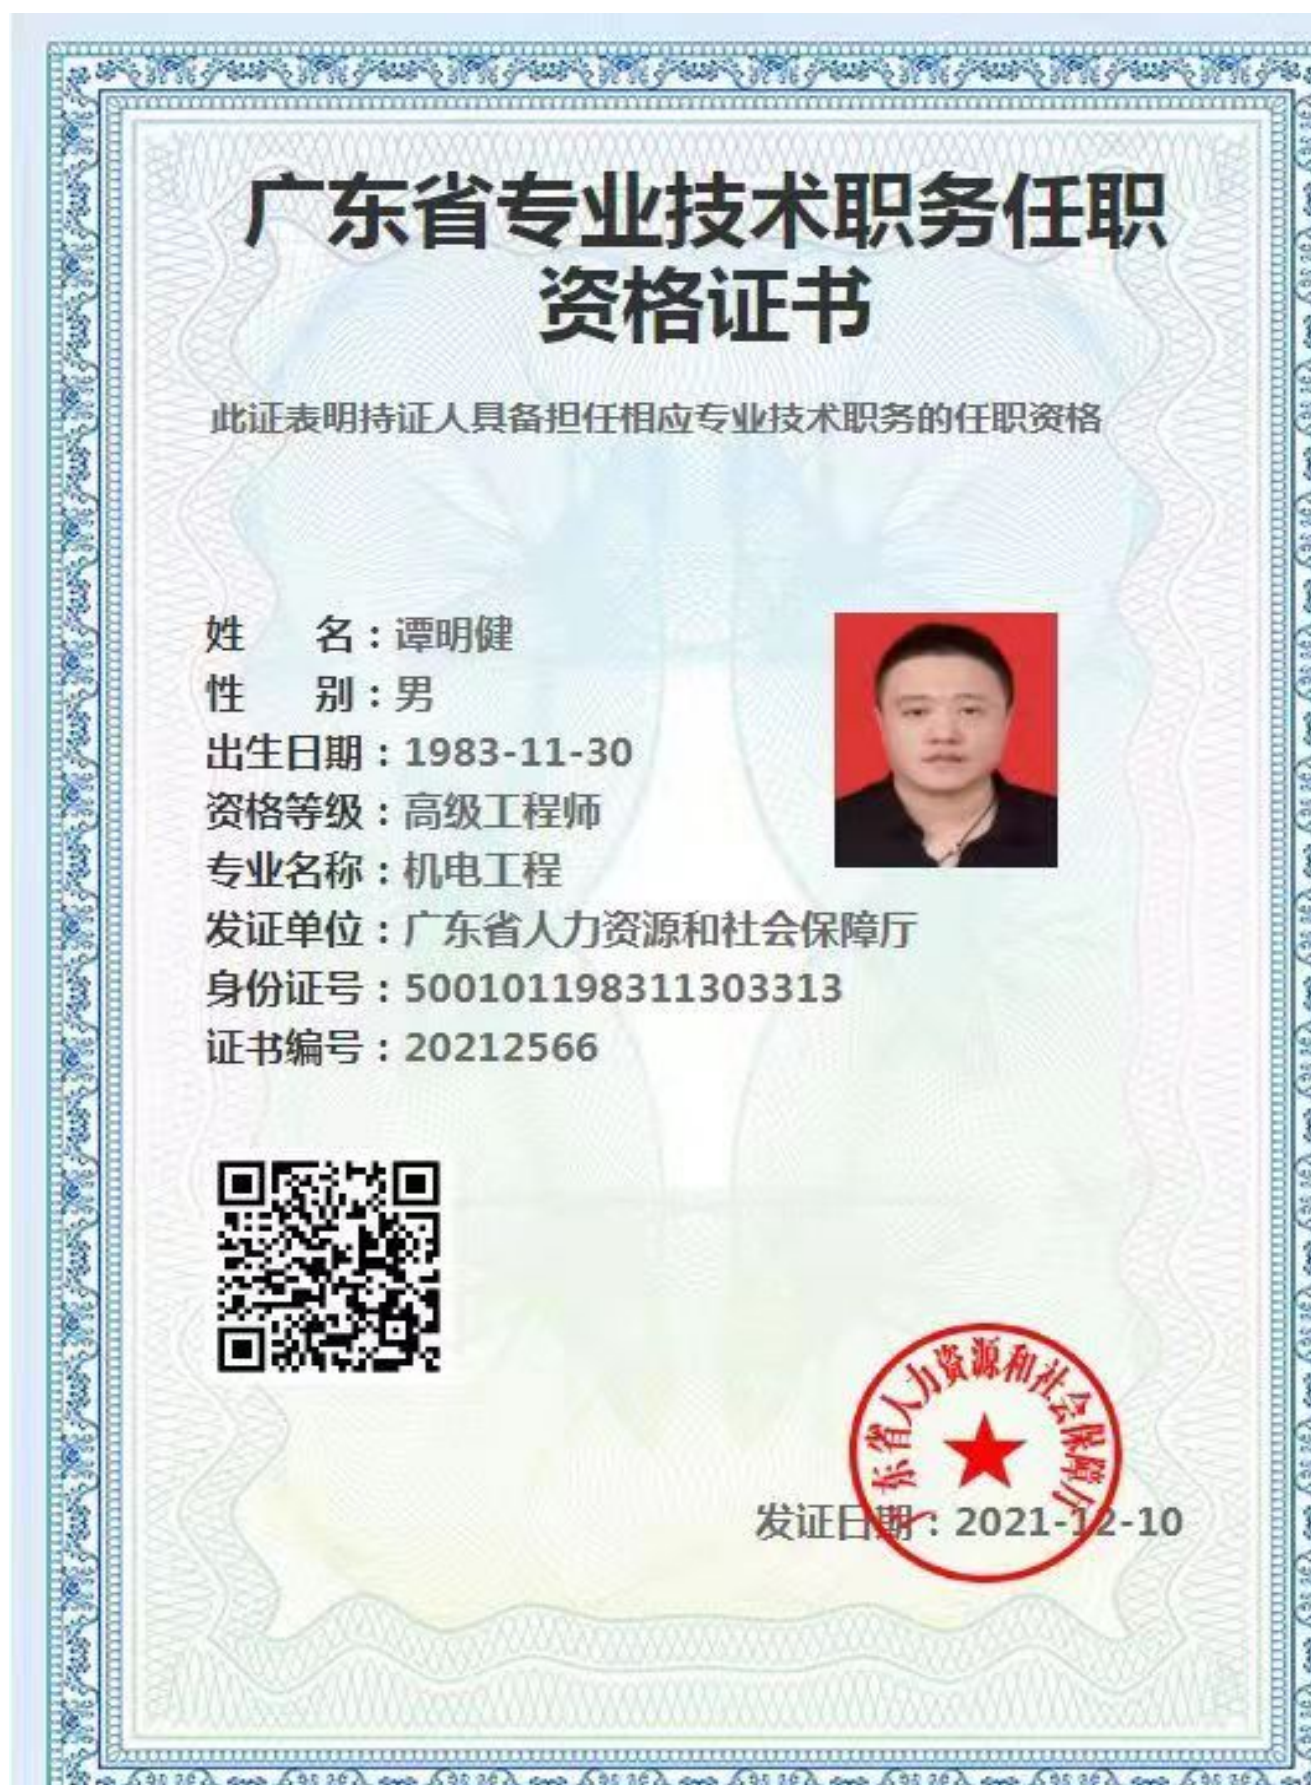 广东省专业技术职务任职
资格证书
此证表明持证人具备担任相应专业技术职务的任职资格
姓 名：谭明健
性 别：男
出生日期：1983-11-30
资格等级：高级工程师
专业名称：机电工程
发证单位：广东省人力资源和社会保障厅
身份证号：500101198311303313
证书编号：20212566
广东省人力资源和社会保障厅
发证日期：2021-12-10